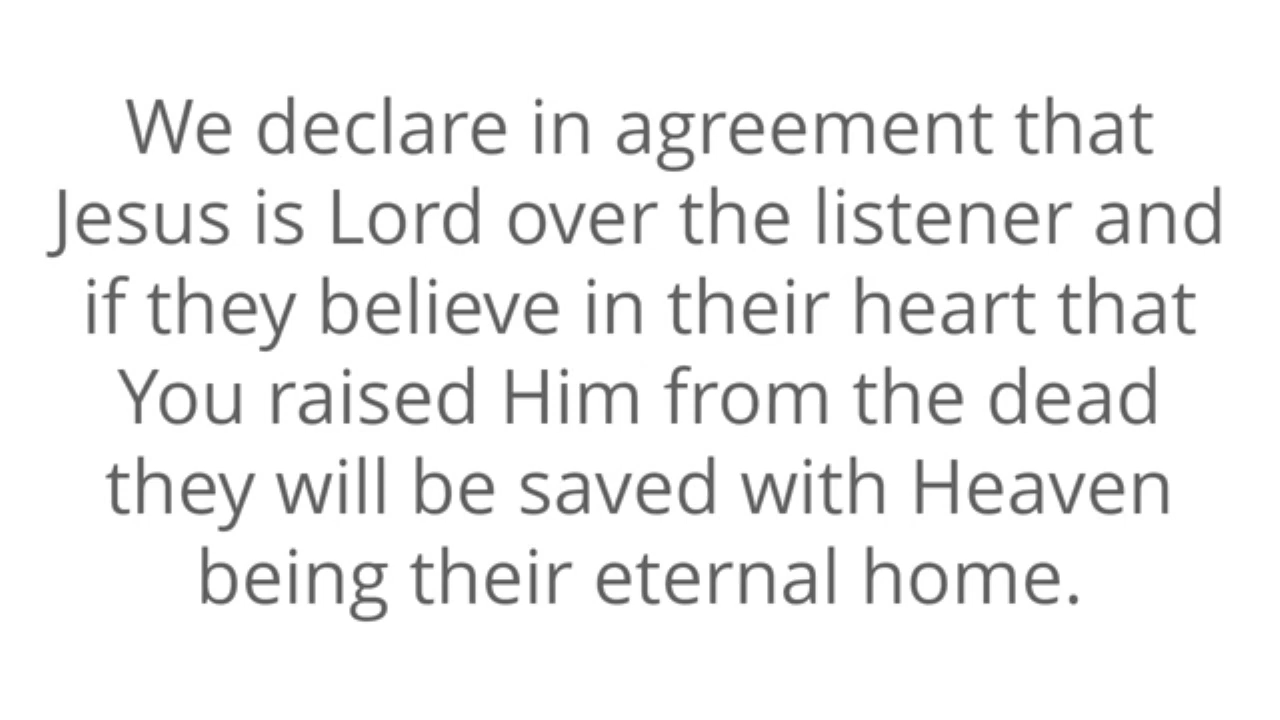 We declare in agreement that
Jesus is Lord over the listener and
if they believe in their heart that
You raised Him from the dead
they will be saved with Heaven
being their eternal home.